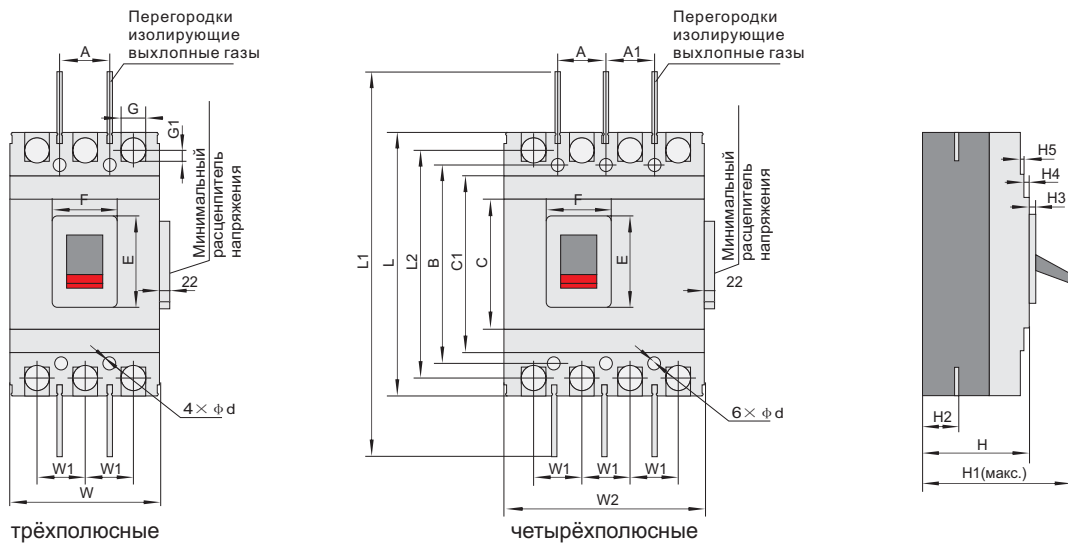 Перегородки
изолирующие
выхлопные газы
A
G
G1
Минимальный
расценпитель
напряжения
F
E
22
4× φd
W1 W1
W
трёхполюсные
Перегородки
изолирующие
выхлопные газы
A A1
Минимальный
расцепитель
напряжения
F
L1 L L2 B C1 C E
22
6× φd
W1 W1 W1
W2
четырёхполюсные
H5
H4
H3
H2
H
H1(макс.)